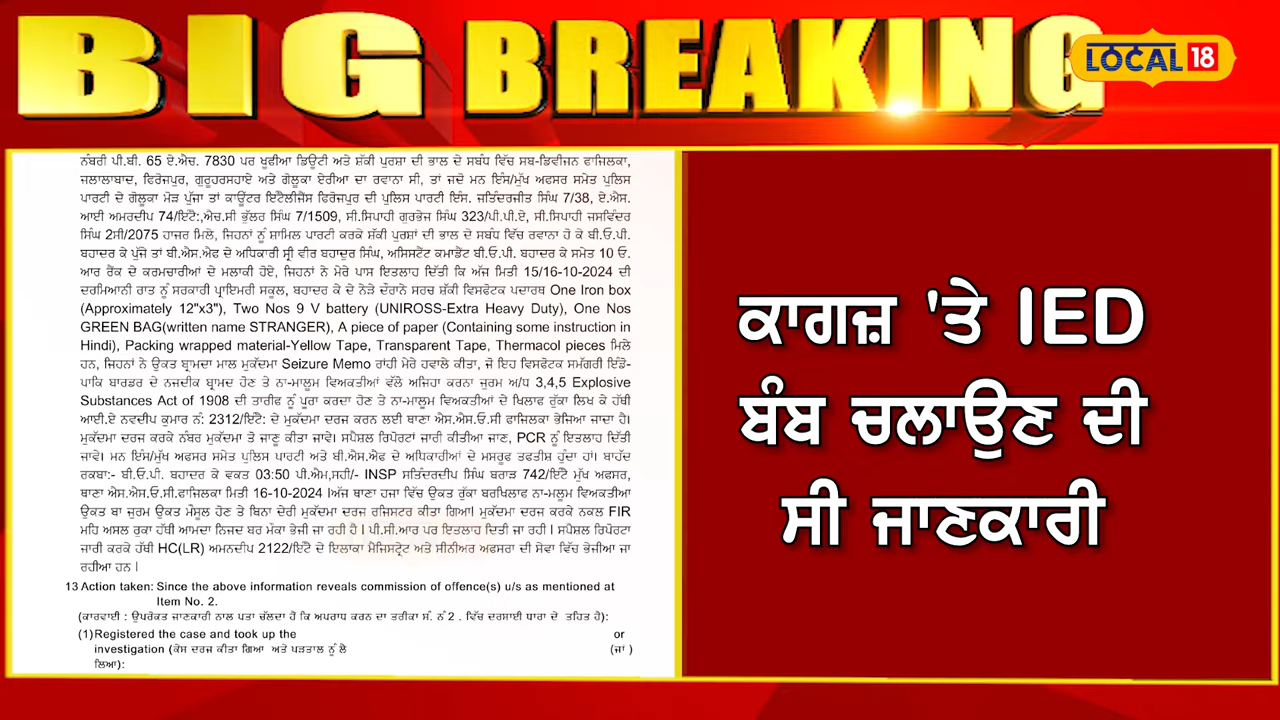 BIG BREAKING
LOCAL 18
ਨੰਬਰੀ ਪੀ.ਬੀ. 65 ਏ.ਐਚ. 7830 ਪਰ ਖੂਫੀਆ ਡਿਊਟੀ ਅਤੇ ਸ਼ੱਕੀ ਪੁਰਸ਼ਾ ਦੀ ਭਾਲ ਦੇ ਸਬੰਧ ਵਿੱਚ ਸਬ-ਡਿਵੀਜਨ ਫਾਜਿਲਕਾ,
ਜਲਾਲਾਬਾਦ, ਫਿਰੋਜਪੁਰ, ਗੁਰੂਹਰਸਹਾਏ ਅਤੇ ਗੋਲੂਕਾ ਏਰੀਆ ਦਾ ਰਵਾਨਾ ਸੀ, ਤਾਂ ਜਦੋ ਮਨ ਇੰਸ/ਮੁੱਖ ਅਫਸਰ ਸਮੇਤ ਪੁਲਿਸ
ਪਾਰਟੀ ਦੇ ਗੋਲੂਕਾ ਮੋੜ ਪੁੱਜਾ ਤਾਂ ਕਾਊਂਟਰ ਇੰਟੈਲੀਜੈਂਸ ਫਿਰੋਜਪੁਰ ਦੀ ਪੁਲਿਸ ਪਾਰਟੀ ਇੰਸ. ਜਤਿੰਦਰਜੀਤ ਸਿੰਘ 7/38, ਏ.ਐਸ.
ਆਈ ਅਮਰਦੀਪ 74/ਇੰਟੈ:,ਐਚ.ਸੀ ਭੁੱਲਰ ਸਿੰਘ 7/1509, ਸੀ.ਸਿਪਾਹੀ ਗੁਰਭੇਜ ਸਿੰਘ 323/ਪੀ.ਪੀ.ਏ, ਸੀ.ਸਿਪਾਹੀ ਜਸਵਿੰਦਰ
ਸਿੰਘ 2ਸੀ/2075 ਹਾਜਰ ਮਿਲੇ, ਜਿਹਨਾਂ ਨੂੰ ਸ਼ਾਮਿਲ ਪਾਰਟੀ ਕਰਕੇ ਸ਼ੱਕੀ ਪੁਰਸ਼ਾਂ ਦੀ ਭਾਲ ਦੇ ਸਬੰਧ ਵਿੱਚ ਰਵਾਨਾ ਹੋ ਕੇ ਬੀ.ਓ.ਪੀ.
ਬਹਾਦਰ ਕੇ ਪੁੱਜੇ ਤਾਂ ਬੀ.ਐਸ.ਐਫ ਦੇ ਅਧਿਕਾਰੀ ਸ੍ਰੀ ਵੀਰ ਬਹਾਦੁਰ ਸਿੰਘ, ਅਸਿਸਟੈਂਟ ਕਮਾਡੈਂਟ ਬੀ.ਓ.ਪੀ. ਬਹਾਦਰ ਕੇ ਸਮੇਤ 10 ਓ.
ਆਰ ਰੈਂਕ ਦੇ ਕਰਮਚਾਰੀਆਂ ਦੇ ਮਲਾਕੀ ਹੋਏ, ਜਿਹਨਾਂ ਨੇ ਮੇਰੇ ਪਾਸ ਇਤਲਾਹ ਦਿੱਤੀ ਕਿ ਅੱਜ ਮਿਤੀ 15/16-10-2024 ਦੀ
ਦਰਮਿਆਨੀ ਰਾਤ ਨੂੰ ਸਰਕਾਰੀ ਪ੍ਰਾਇਮਰੀ ਸਕੂਲ, ਬਹਾਦਰ ਕੇ ਦੇ ਨੇੜੇ ਦੌਰਾਨੇ ਸਰਚ ਸ਼ੱਕੀ ਵਿਸਫੋਟਕ ਪਦਾਰਥ One Iron box
(Approximately 12"x3"), Two Nos 9 V battery (UNIROSS-Extra Heavy Duty), One Nos
GREEN BAG(written name STRANGER), A piece of paper (Containing some instruction in
Hindi), Packing wrapped material-Yellow Tape, Transparent Tape, Thermacol pieces ਮਿਲੇ
ਹਨ, ਜਿਹਨਾਂ ਨੇ ਉਕਤ ਬ੍ਰਾਮਦਾ ਮਾਲ ਮੁਕੱਦਮਾ Seizure Memo ਰਾਂਹੀ ਮੇਰੇ ਹਵਾਲੇ ਕੀਤਾ, ਜੋ ਇਹ ਵਿਸਫੋਟਕ ਸਮੱਗਰੀ ਇੰਡੋ-
ਪਾਕਿ ਬਾਰਡਰ ਦੇ ਨਜਦੀਕ ਬ੍ਰਾਮਦ ਹੋਣ ਤੇ ਨਾ-ਮਾਲੂਮ ਵਿਅਕਤੀਆਂ ਵੱਲੋ ਅਜਿਹਾ ਕਰਨਾ ਜੁਰਮ ਅ/ਧ 3,4,5 Explosive
Substances Act of 1908 ਦੀ ਤਾਰੀਫ ਨੂੰ ਪੂਰਾ ਕਰਦਾ ਹੋਣ ਤੇ ਨਾ-ਮਾਲੂਮ ਵਿਅਕਤੀਆਂ ਦੇ ਖਿਲਾਫ ਰੁੱਕਾ ਲਿਖ ਕੇ ਹੱਥੀ
ਆਈ.ਏ ਨਵਦੀਪ ਕੁਮਾਰ ਨੰ: 2312/ਇੰਟੈ: ਦੇ ਮੁਕੱਦਮਾ ਦਰਜ ਕਰਨ ਲਈ ਥਾਣਾ ਐਸ.ਐਸ.ਓ.ਸੀ ਫਾਜਿਲਕਾ ਭੇਜਿਆ ਜਾਦਾ ਹੈ।
ਮੁਕੱਦਮਾ ਦਰਜ ਕਰਕੇ ਨੰਬਰ ਮੁਕੱਦਮਾ ਤੋ ਜਾਣੂ ਕੀਤਾ ਜਾਵੇ। ਸਪੈਸ਼ਲ ਰਿਪੋਰਟਾਂ ਜਾਰੀ ਕੀਤੀਆ ਜਾਣ, PCR ਨੂੰ ਇਤਲਾਹ ਦਿੱਤੀ
ਜਾਵੇ। ਮਨ ਇੰਸ/ਮੁੱਖ ਅਫਸਰ ਸਮੇਤ ਪੁਲਿਸ ਪਾਰਟੀ ਅਤੇ ਬੀ.ਐਸ.ਐਫ ਦੇ ਅਧਿਕਾਰੀਆਂ ਦੇ ਮਸਰੂਫ ਤਫਤੀਸ਼ ਹੁੰਦਾ ਹਾਂ। ਬਾਹੱਦ
ਰਕਬਾ:- ਬੀ.ਓ.ਪੀ. ਬਹਾਦਰ ਕੇ ਵਕਤ 03:50 ਪੀ.ਐਮ,ਸਹੀ/- INSP ਸਤਿੰਦਰਦੀਪ ਸਿੰਘ ਬਰਾੜ 742/ਇੰਟੈ ਮੁੱਖ ਅਫਸਰ,
ਥਾਣਾ ਐਸ.ਐਸ.ਓ.ਸੀ.ਫਾਜਿਲਕਾ ਮਿਤੀ 16-10-2024 ।ਅੱਜ ਥਾਣਾ ਹਜਾ ਵਿੱਚ ਉਕਤ ਰੁੱਕਾ ਬਰਖਿਲਾਫ ਨਾ-ਮਲੂਮ ਵਿਅਕਤੀਆ
ਉਕਤ ਬਾ ਜੁਰਮ ਉਕਤ ਮੌਸੂਲ ਹੋਣ ਤੇ ਬਿਨਾ ਦੇਰੀ ਮੁਕੱਦਮਾ ਦਰਜ ਰਜਿਸਟਰ ਕੀਤਾ ਗਿਆ। ਮੁਕੱਦਮਾ ਦਰਜ ਕਰਕੇ ਨਕਲ FIR
ਮਹਿ ਅਸਲ ਰੁਕਾ ਹੱਥੀ ਆਮਦਾ ਨਿਜਦ ਬਰ ਮੌਕਾ ਭੇਜੀ ਜਾ ਰਹੀ ਹੈ । ਪੀ.ਸੀ.ਆਰ ਪਰ ਇਤਲਾਹ ਦਿਤੀ ਜਾ ਰਹੀ । ਸਪੈਸ਼ਲ ਰਿਪੋਰਟਾ
ਜਾਰੀ ਕਰਕੇ ਹੱਥੀ HC(LR) ਅਮਨਦੀਪ 2122/ਇੰਟੈ ਦੇ ਇਲਾਕਾ ਮੈਜਿਸਟ੍ਰੇਟ ਅਤੇ ਸੀਨੀਅਰ ਅਫਸਰਾ ਦੀ ਸੇਵਾ ਵਿੱਚ ਭੇਜੀਆ ਜਾ
ਰਹੀਆ ਹਨ ।
13 Action taken: Since the above information reveals commission of offence(s) u/s as mentioned at
Item No. 2.
(ਕਾਰਵਾਈ : ਉਪਰੋਕਤ ਜਾਣਕਾਰੀ ਨਾਲ ਪਤਾ ਚੱਲਦਾ ਹੈ ਕਿ ਅਪਰਾਧ ਕਰਨ ਦਾ ਤਰੀਕਾ ਸੰ. ਨੰ 2 . ਵਿੱਚ ਦਰਸਾਈ ਧਾਰਾ ਦੇ ਤਹਿਤ ਹੈ):
(1) Registered the case and took up the or
investigation (ਕੇਸ ਦਰਜ ਕੀਤਾ ਗਿਆ ਅਤੇ ਪੜਤਾਲ ਨੂੰ ਲੈ (ਜਾਂ )
ਲਿਆ):
ਕਾਗਜ਼ 'ਤੇ IED
ਬੰਬ ਚਲਾਉਣ ਦੀ
ਸੀ ਜਾਣਕਾਰੀ